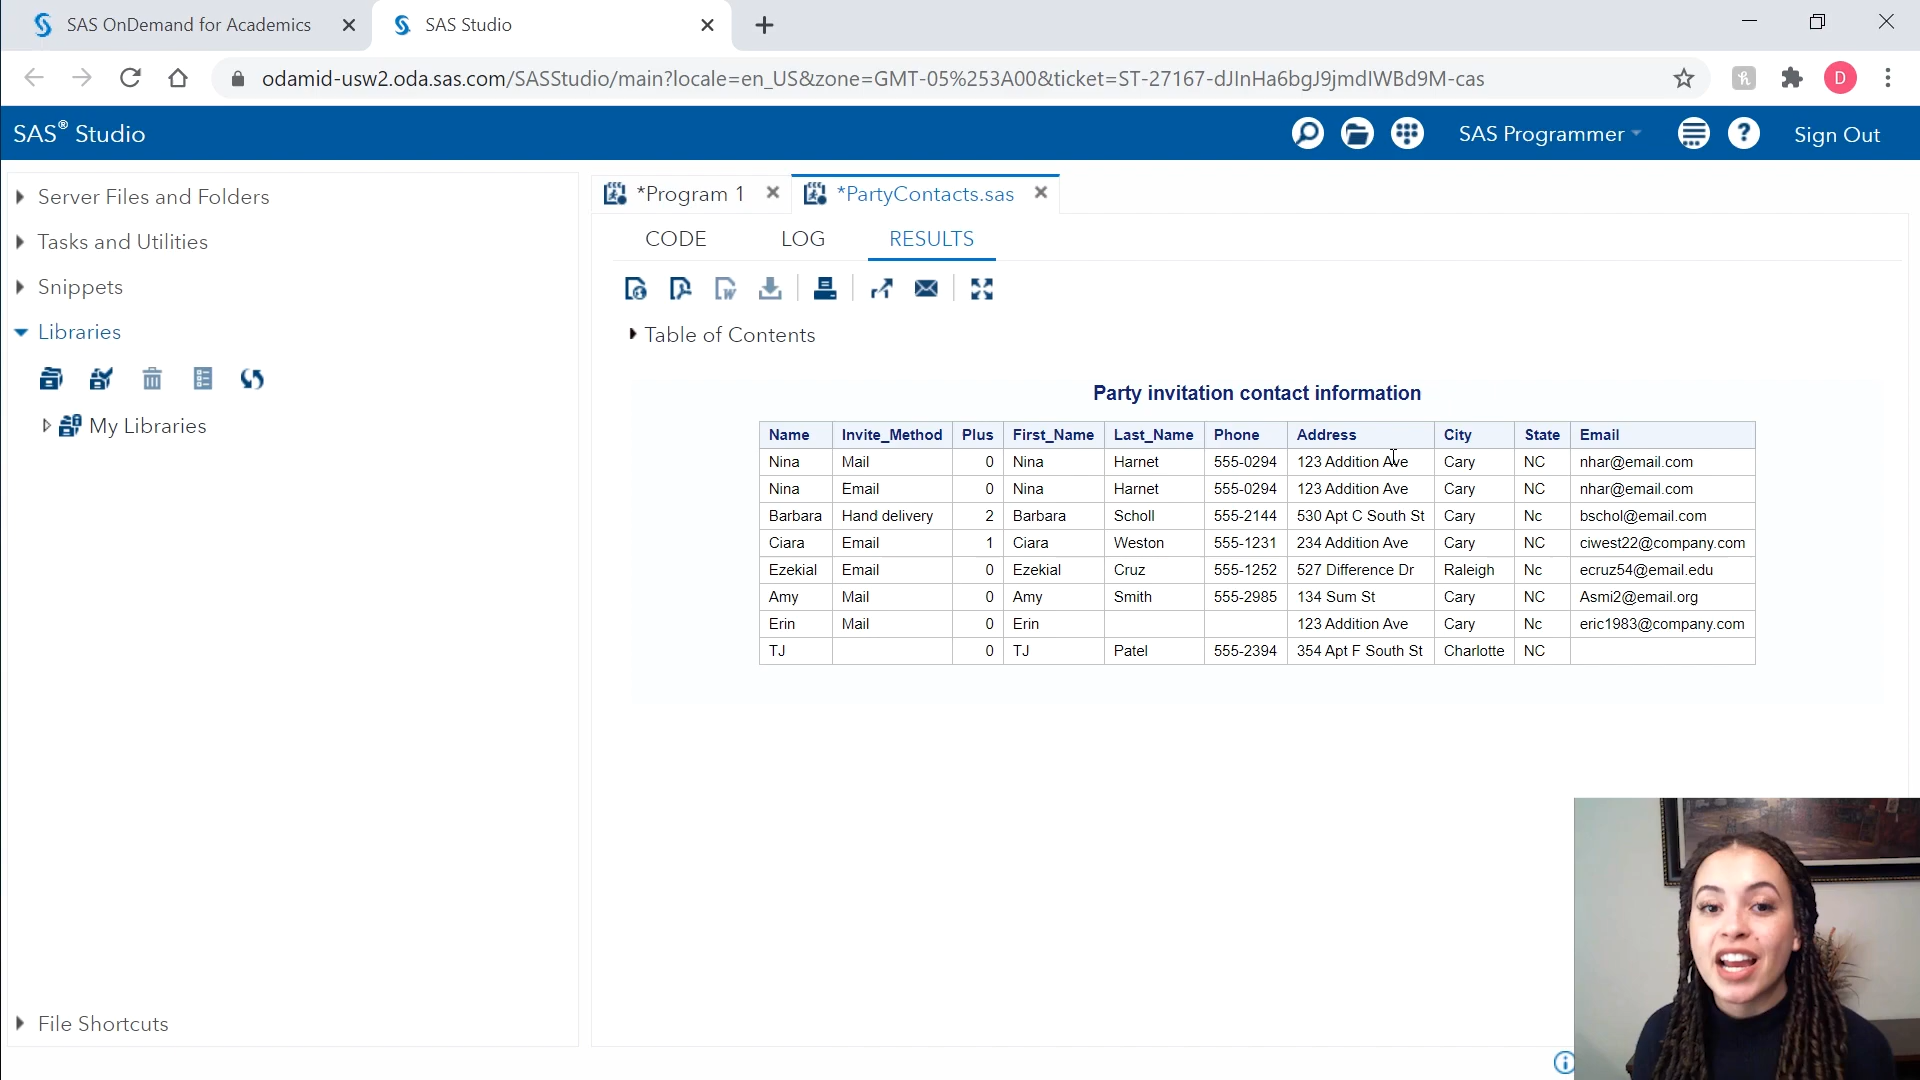 SAS OnDemand for Academics
SAS Studio
odamid-usw2.oda.sas.com/SASStudio/main?locale=en_US&zone=GMT-05%253A00&ticket=ST-27167-dJInHa6bgJ9jmdIWBd9M-cas
D
SAS® Studio
SAS Programmer
?
Sign Out
Server Files and Folders
Tasks and Utilities
Snippets
Libraries
My Libraries
File Shortcuts
*Program 1
*PartyContacts.sas
CODE LOG RESULTS
Table of Contents
Party invitation contact information
Name Invite_Method Plus First_Name Last_Name Phone Address City State Email
Nina Mail 0 Nina Harnet 555-0294 123 Addition Ave Cary NC nhar@email.com
Nina Email 0 Nina Harnet 555-0294 123 Addition Ave Cary NC nhar@email.com
Barbara Hand delivery 2 Barbara Scholl 555-2144 530 Apt C South St Cary Nc bschol@email.com
Ciara Email 1 Ciara Weston 555-1231 234 Addition Ave Cary NC ciwest22@company.com
Ezekial Email 0 Ezekial Cruz 555-1252 527 Difference Dr Raleigh Nc ecruz54@email.edu
Amy Mail 0 Amy Smith 555-2985 134 Sum St Cary NC Asmi2@email.org
Erin Mail 0 Erin 123 Addition Ave Cary Nc eric1983@company.com
TJ 0 TJ Patel 555-2394 354 Apt F South St Charlotte NC